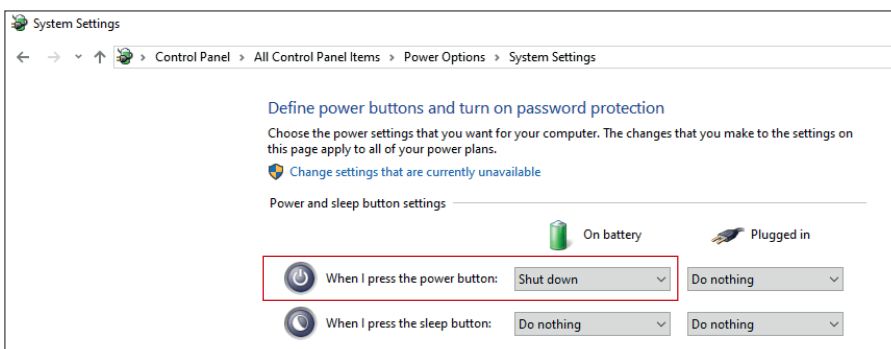 System Settings
Control Panel > All Control Panel Items > Power Options > System Settings
Define power buttons and turn on password protection
Choose the power settings that you want for your computer. The changes that you make to the settings on
this page apply to all of your power plans.
Change settings that are currently unavailable
Power and sleep button settings
On battery Plugged in
When I press the power button: Shut down Do nothing
When I press the sleep button: Do nothing Do nothing